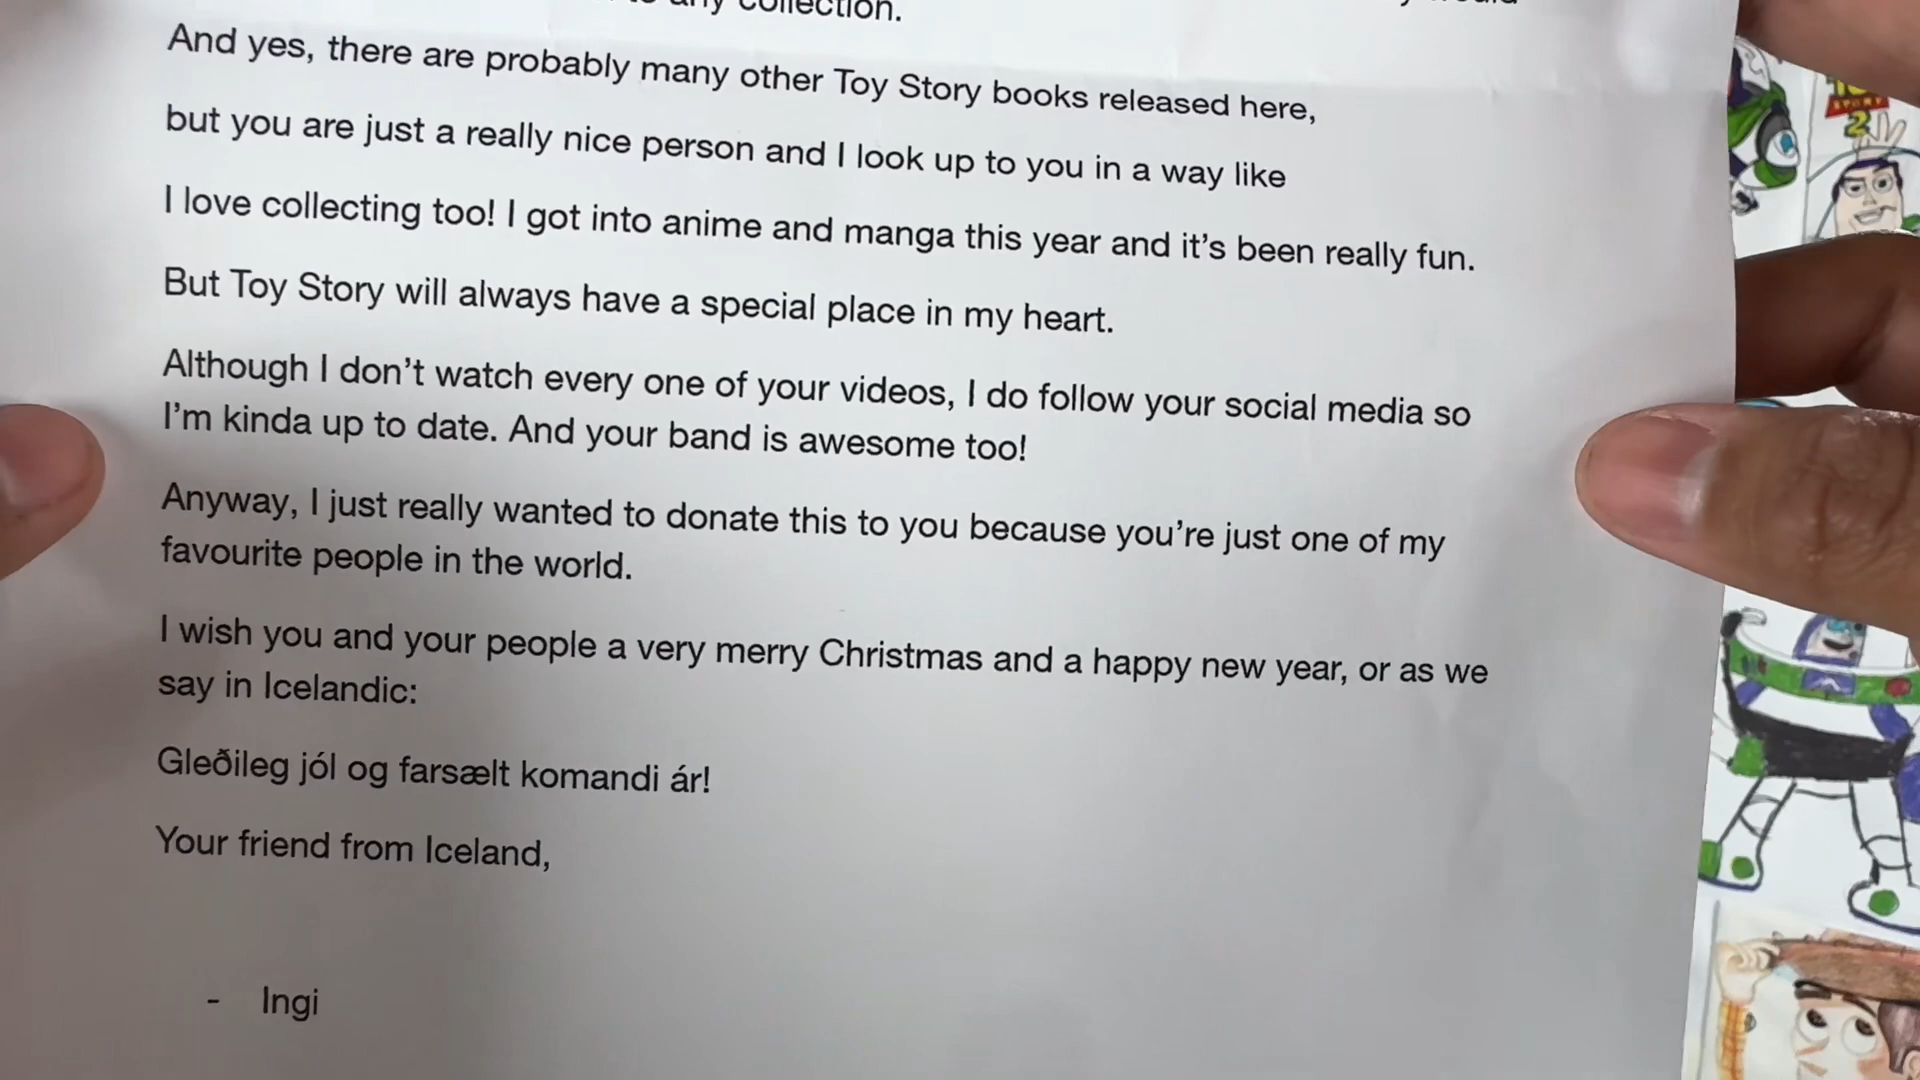 to any collection.
And yes, there are probably many other Toy Story books released here,
but you are just a really nice person and I look up to you in a way like
I love collecting too! I got into anime and manga this year and it's been really fun.
But Toy Story will always have a special place in my heart.
Although I don't watch every one of your videos, I do follow your social media so
I'm kinda up to date. And your band is awesome too!
Anyway, I just really wanted to donate this to you because you're just one of my
favourite people in the world.
I wish you and your people a very merry Christmas and a happy new year, or as we
say in Icelandic:
Gleðileg jól og farsælt komandi ár!
Your friend from Iceland,
- Ingi
STORY
2